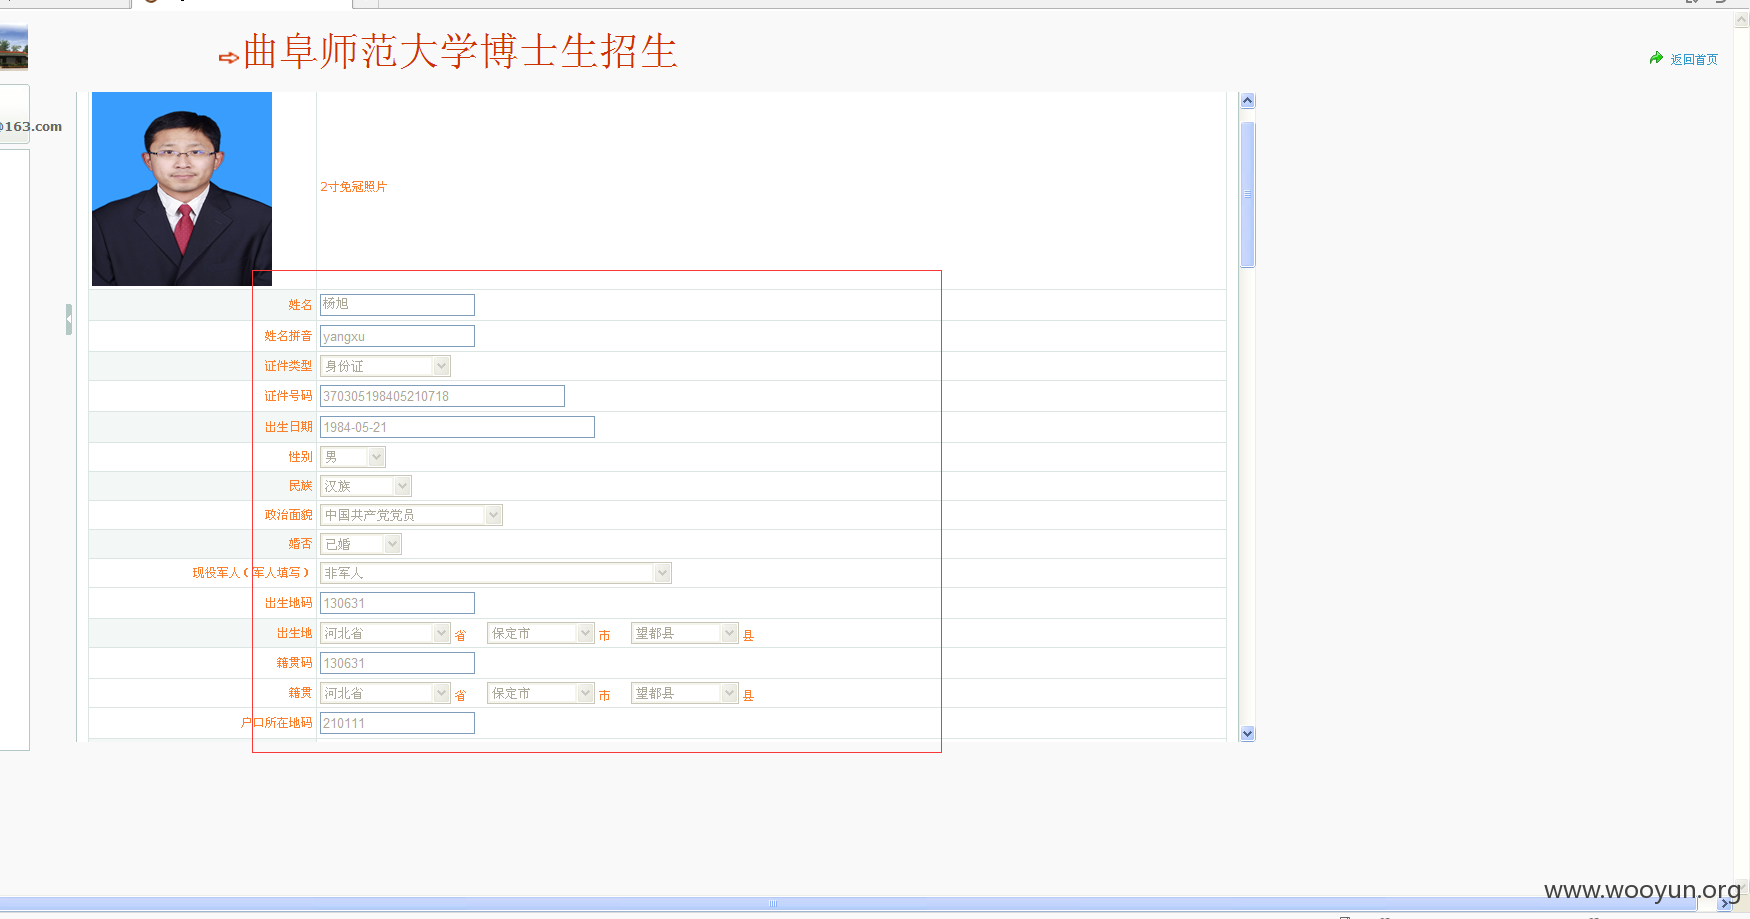 曲阜师范大学博士生招生
返回首页
@163.com
2寸免冠照片
姓名 杨旭
姓名拼音 yangxu
证件类型 身份证
证件号码 370305198405210718
出生日期 1984-05-21
性别 男
民族 汉族
政治面貌 中国共产党党员
婚否 已婚
现役军人（军人填写） 非军人
出生地码 130631
出生地 河北省 省 保定市 市 望都县 县
籍贯码 130631
籍贯 河北省 省 保定市 市 望都县 县
户口所在地码 210111
www.wooyun.org